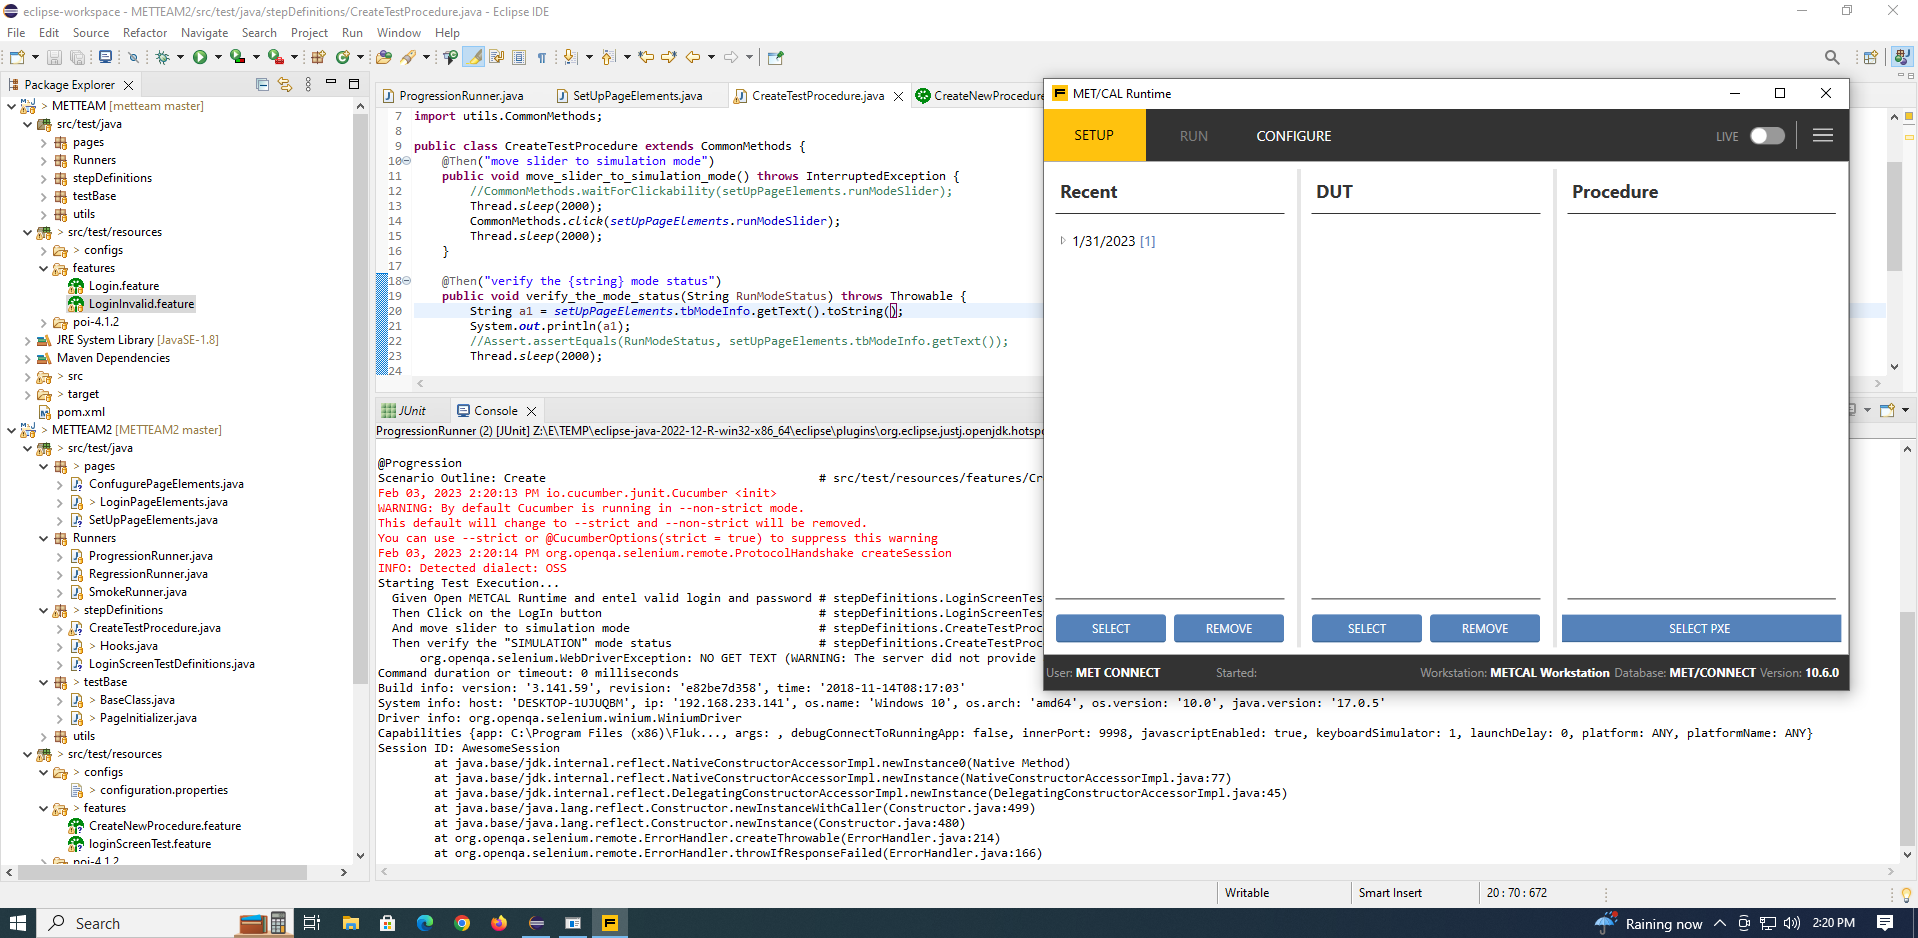 eclipse-workspace - METTEAM2/src/test/java/stepDefinitions/CreateTestProcedure.java - Eclipse IDE
File Edit Source Refactor Navigate Search Project Run Window Help
Package Explorer
METTEAM [metteam master]
src/test/java
pages
Runners
stepDefinitions
testBase
utils
> src/test/resources
> configs
features
Login.feature
LoginInvalid.feature
poi-4.1.2
JRE System Library [JavaSE-1.8]
Maven Dependencies
> src
> target
pom.xml
> METTEAM2 [METTEAM2 master]
> src/test/java
> pages
ConfugurePageElements.java
> LoginPageElements.java
SetUpPageElements.java
Runners
ProgressionRunner.java
RegressionRunner.java
SmokeRunner.java
> stepDefinitions
CreateTestProcedure.java
> Hooks.java
LoginScreenTestDefinitions.java
> testBase
> BaseClass.java
> PageInitializer.java
utils
> src/test/resources
> configs
> configuration.properties
> features
CreateNewProcedure.feature
loginScreenTest.feature
poi-4.1.2
ProgressionRunner.java SetUpPageElements.java CreateTestProcedure.java CreateNewProcedure
7 import utils.CommonMethods;
8
9 public class CreateTestProcedure extends CommonMethods {
10 @Then("move slider to simulation mode")
11 public void move_slider_to_simulation_mode() throws InterruptedException {
12 //CommonMethods.waitForClickability(setUpPageElements.runModeSlider);
13 Thread.sleep(2000);
14 CommonMethods.click(setUpPageElements.runModeSlider);
15 Thread.sleep(2000);
16 }
17
18 @Then("verify the {string} mode status")
19 public void verify_the_mode_status(String RunModeStatus) throws Throwable {
20 String a1 = setUpPageElements.tbModeInfo.getText().toString();
21 System.out.println(a1);
22 //Assert.assertEquals(RunModeStatus, setUpPageElements.tbModeInfo.getText());
23 Thread.sleep(2000);
24
JUnit Console
ProgressionRunner (2) [JUnit] Z:\E\TEMP\eclipse-java-2022-12-R-win32-x86_64\eclipse\plugins\org.eclipse.justj.openjdk.hotspo
@Progression
Scenario Outline: Create # src/test/resources/features/Cr
Feb 03, 2023 2:20:13 PM io.cucumber.junit.Cucumber <init>
WARNING: By default Cucumber is running in --non-strict mode.
This default will change to --strict and --non-strict will be removed.
You can use --strict or @CucumberOptions(strict = true) to suppress this warning
Feb 03, 2023 2:20:14 PM org.openqa.selenium.remote.ProtocolHandshake createSession
INFO: Detected dialect: OSS
Starting Test Execution...
Given Open METCAL Runtime and entel valid login and password # stepDefinitions.LoginScreenTes
Then Click on the LogIn button # stepDefinitions.LoginScreenTes
And move slider to simulation mode # stepDefinitions.CreateTestProc
Then verify the "SIMULATION" mode status # stepDefinitions.CreateTestProc
org.openqa.selenium.WebDriverException: NO GET TEXT (WARNING: The server did not provide
Command duration or timeout: 0 milliseconds
Build info: version: '3.141.59', revision: 'e82be7d358', time: '2018-11-14T08:17:03'
System info: host: 'DESKTOP-1UJUQBM', ip: '192.168.233.141', os.name: 'Windows 10', os.arch: 'amd64', os.version: '10.0', java.version: '17.0.5'
Driver info: org.openqa.selenium.winium.WiniumDriver
Capabilities {app: C:\Program Files (x86)\Fluk..., args: , debugConnectToRunningApp: false, innerPort: 9998, javascriptEnabled: true, keyboardSimulator: 1, launchDelay: 0, platform: ANY, platformName: ANY}
Session ID: AwesomeSession
at java.base/jdk.internal.reflect.NativeConstructorAccessorImpl.newInstance0(Native Method)
at java.base/jdk.internal.reflect.NativeConstructorAccessorImpl.newInstance(NativeConstructorAccessorImpl.java:77)
at java.base/jdk.internal.reflect.DelegatingConstructorAccessorImpl.newInstance(DelegatingConstructorAccessorImpl.java:45)
at java.base/java.lang.reflect.Constructor.newInstanceWithCaller(Constructor.java:499)
at java.base/java.lang.reflect.Constructor.newInstance(Constructor.java:480)
at org.openqa.selenium.remote.ErrorHandler.createThrowable(ErrorHandler.java:214)
at org.openqa.selenium.remote.ErrorHandler.throwIfResponseFailed(ErrorHandler.java:166)
MET/CAL Runtime
SETUP RUN CONFIGURE LIVE
Recent DUT Procedure
1/31/2023 [1]
SELECT REMOVE SELECT REMOVE SELECT PXE
User: MET CONNECT Started: Workstation: METCAL Workstation Database: MET/CONNECT Version: 10.6.0
Writable Smart Insert 20 : 70 : 672
Search Raining now 2:20 PM